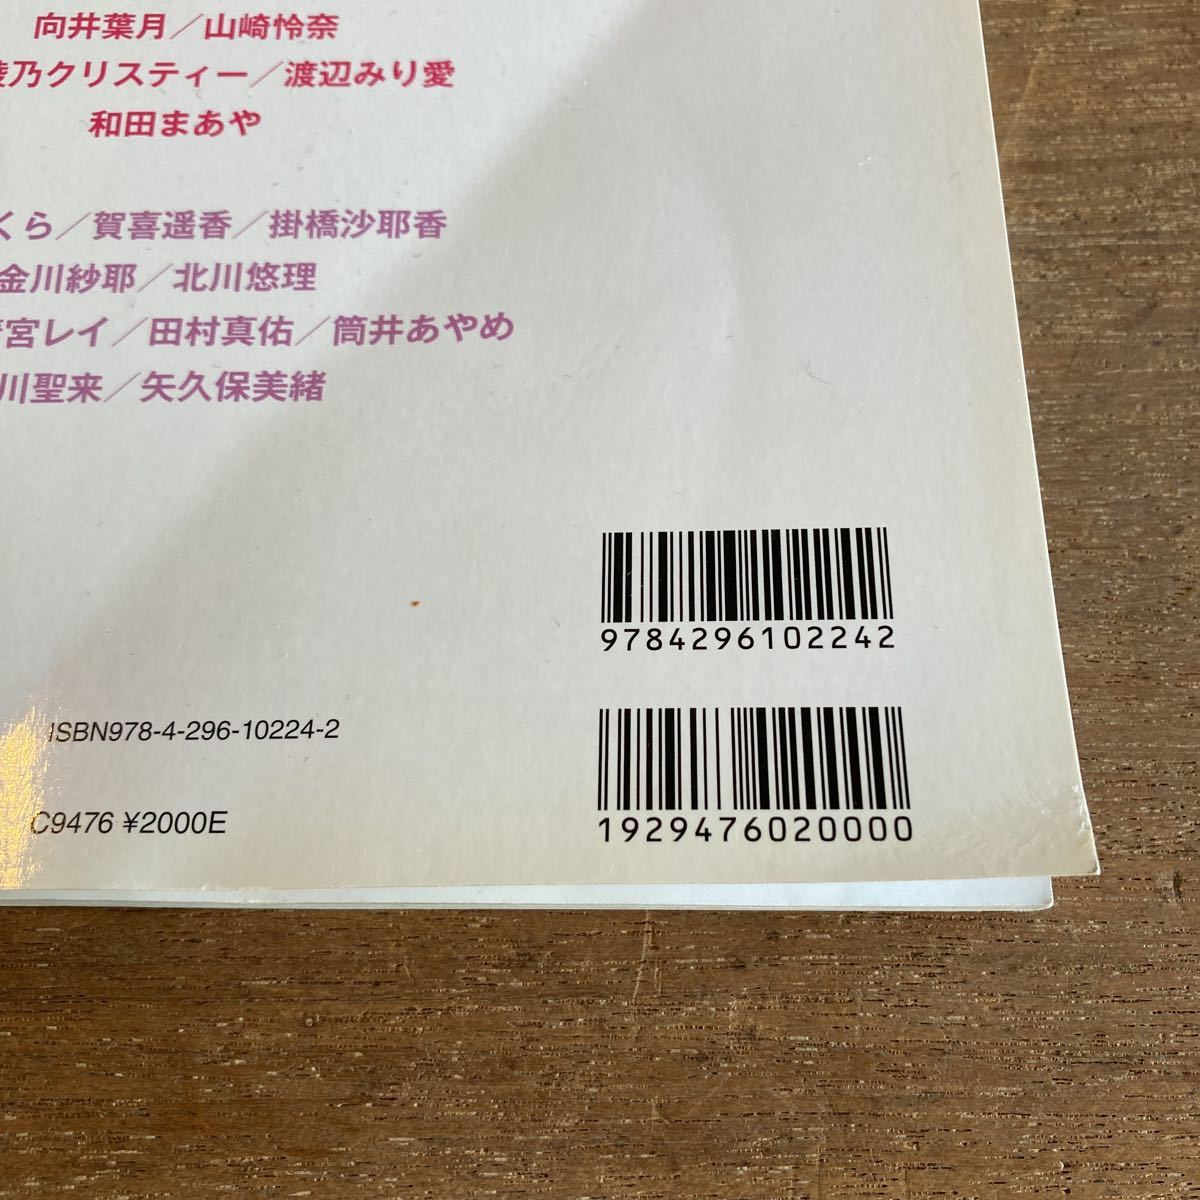 向井葉月／山崎怜奈
乃クリスティー／渡辺みり愛
和田まあや
くら／賀喜遥香／掛橋沙耶香
金川紗耶／北川悠理
宮レイ／田村真佑／筒井あやめ
川聖来／矢久保美緒
9784296102242
ISBN978-4-296-10224-2
C9476 ¥2000E
1929476020000